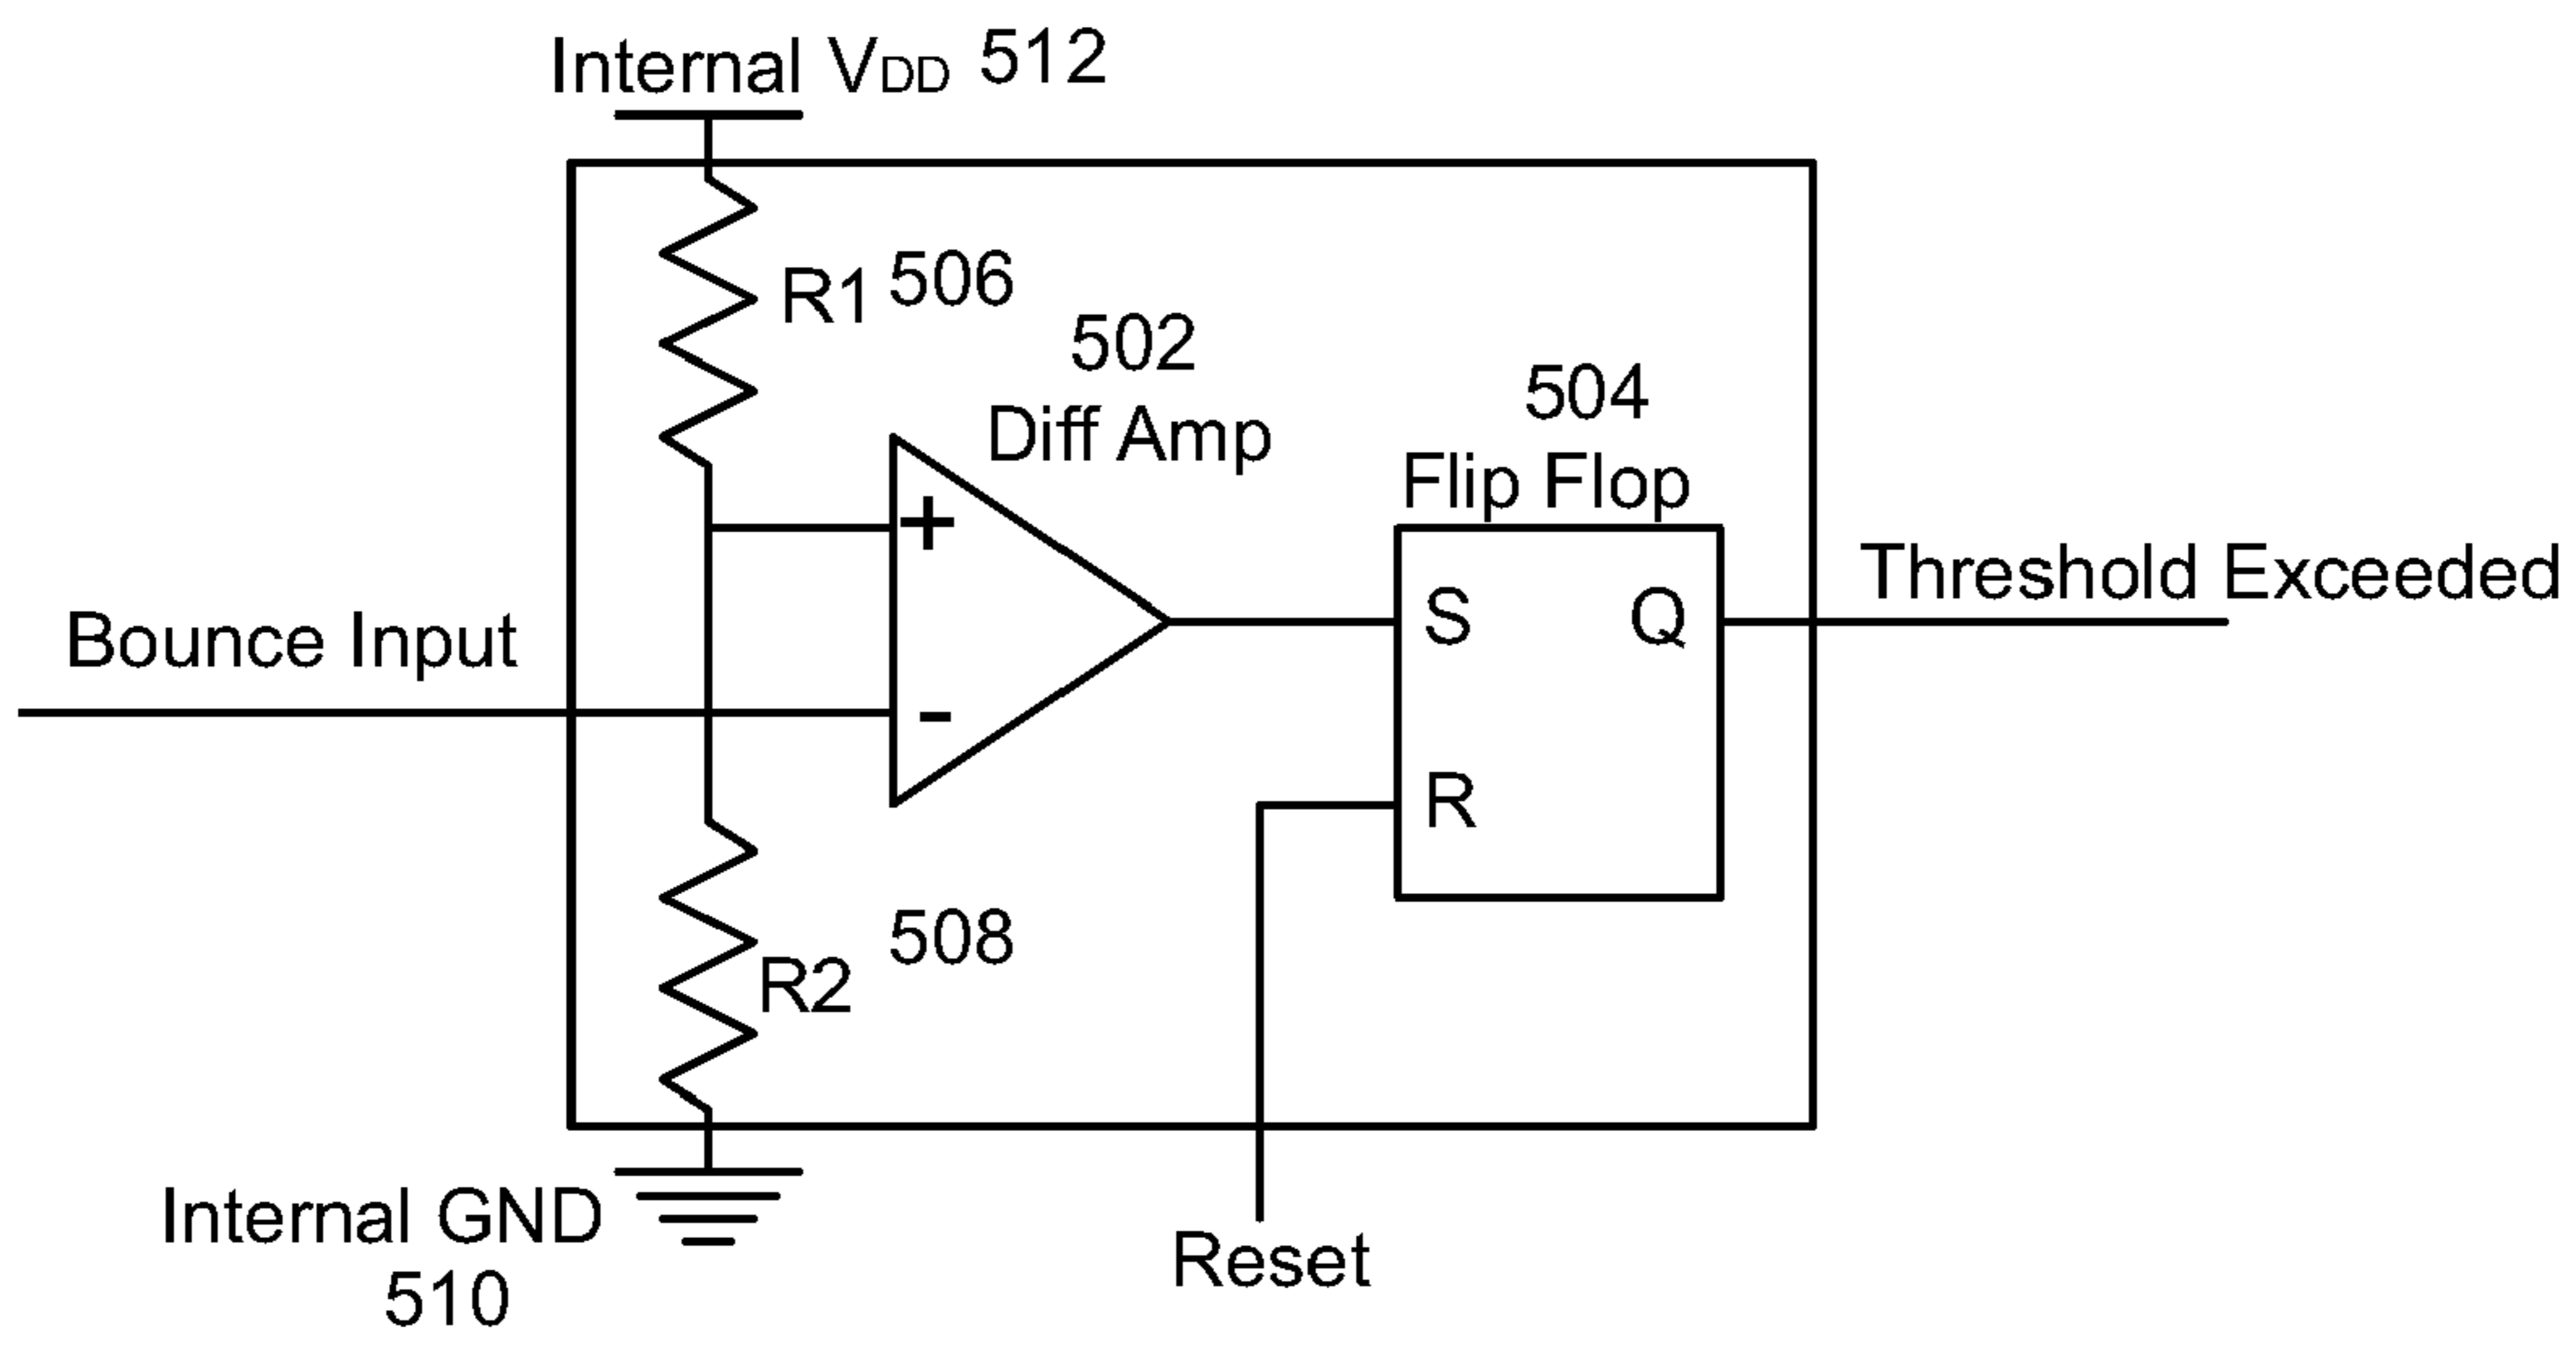 Internal VDD 512
R1 506
502
Diff Amp
504
Flip Flop
+
S Q
Threshold Exceeded
Bounce Input
-
R
508
R2
Internal GND
510
Reset